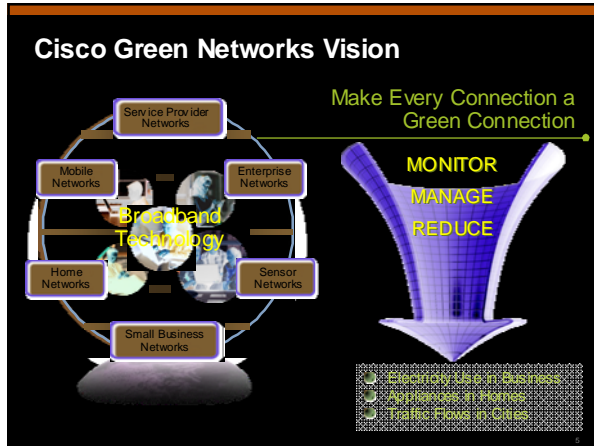 Cisco Green Networks Vision
Make Every Connection a
Green Connection
Service Provider
Networks
Mobile
Networks
Enterprise
Networks
Broadband
Technology
Home
Networks
Sensor
Networks
Small Business
Networks
MONITOR
MANAGE
REDUCE
Electricity Use in Business
Appliances in Homes
Traffic Flows in Cities
5